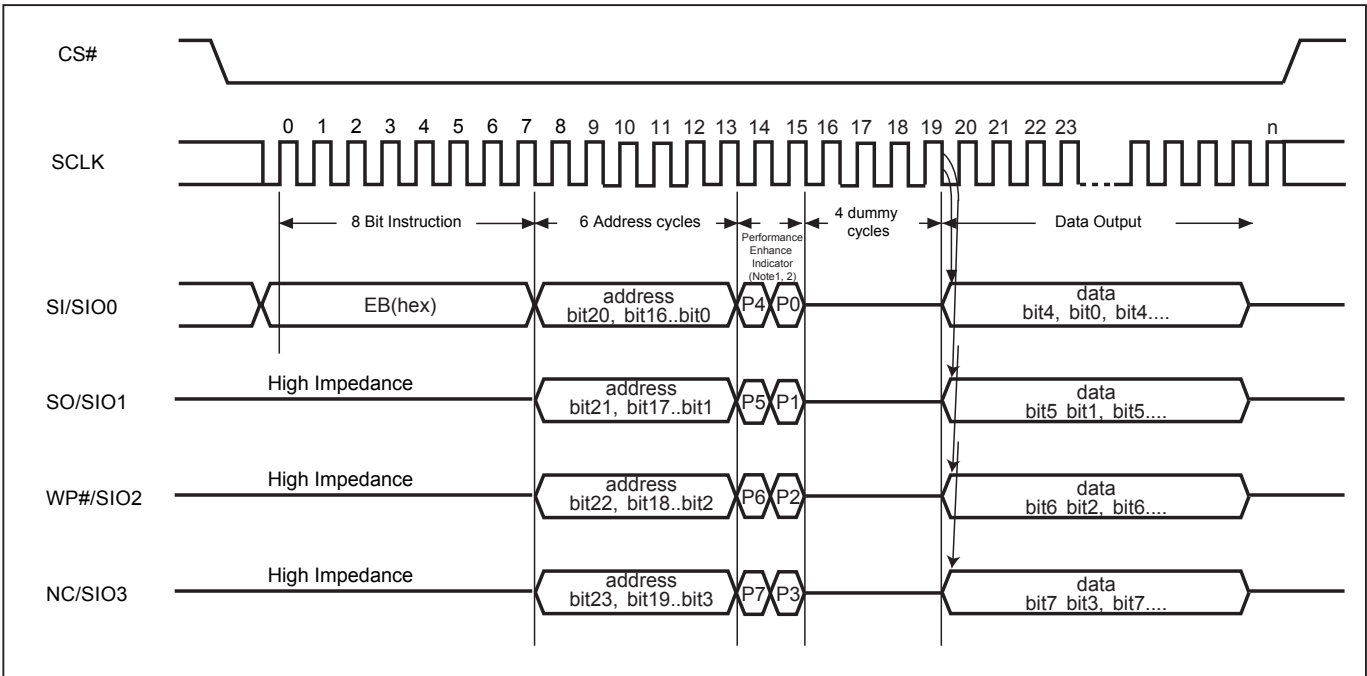 CS#
0 1 2 3 4 5 6 7 8 9 10 11 12 13 14 15 16 17 18 19 20 21 22 23 n
SCLK
8 Bit Instruction
6 Address cycles
4 dummy
cycles
Data Output
Performance
Enhance
Indicator
(Note1, 2)
SI/SIO0
EB(hex)
address
bit20, bit16..bit0
P4 P0
data
bit4, bit0, bit4....
SO/SIO1
High Impedance
address
bit21, bit17..bit1
P5 P1
data
bit5 bit1, bit5....
WP#/SIO2
High Impedance
address
bit22, bit18..bit2
P6 P2
data
bit6 bit2, bit6....
NC/SIO3
High Impedance
address
bit23, bit19..bit3
P7 P3
data
bit7 bit3, bit7....